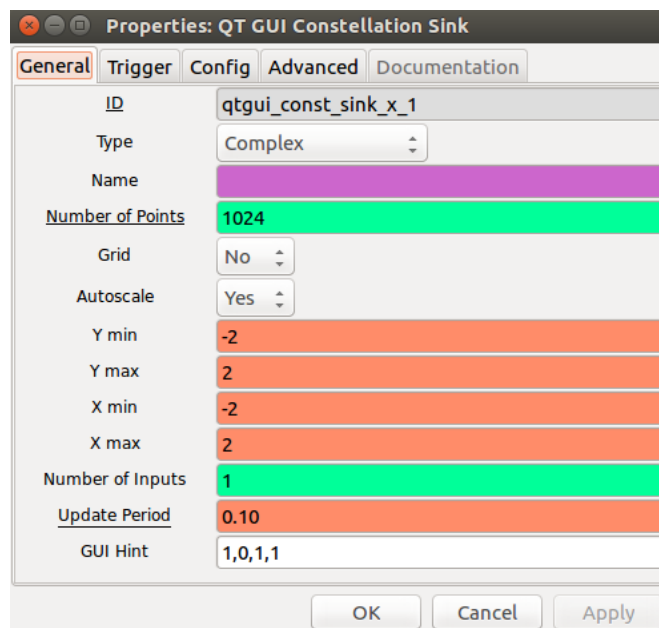 Properties: QT GUI Constellation Sink
General Trigger Config Advanced Documentation
ID qtgui_const_sink_x_1
Type Complex
Name
Number of Points 1024
Grid No
Autoscale Yes
Y min -2
Y max 2
X min -2
X max 2
Number of Inputs 1
Update Period 0.10
GUI Hint 1,0,1,1
OK Cancel Apply